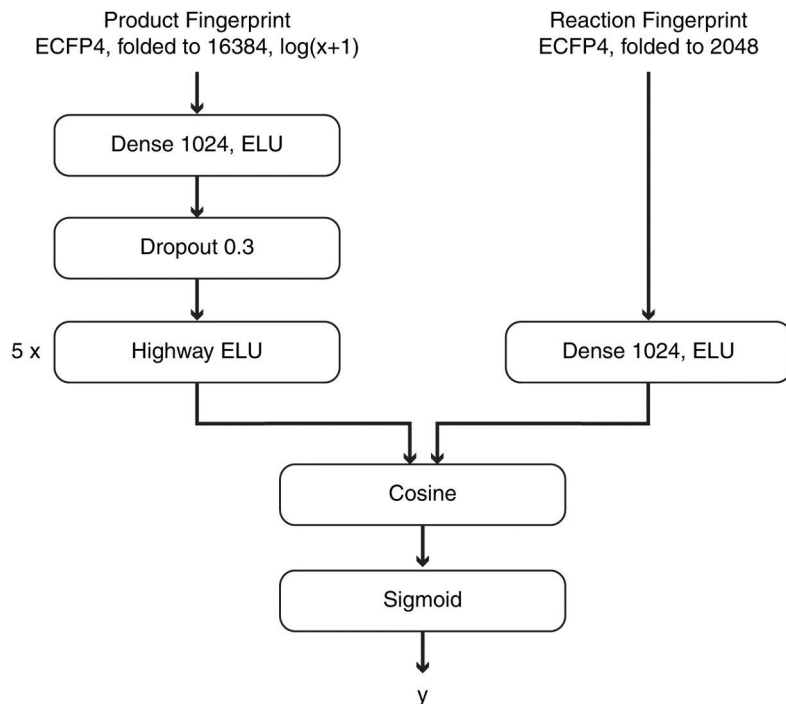 Product Fingerprint
ECFP4, folded to 16384, log(x+1)
Reaction Fingerprint
ECFP4, folded to 2048
Dense 1024, ELU
Dropout 0.3
5 x
Highway ELU
Dense 1024, ELU
Cosine
Sigmoid
y